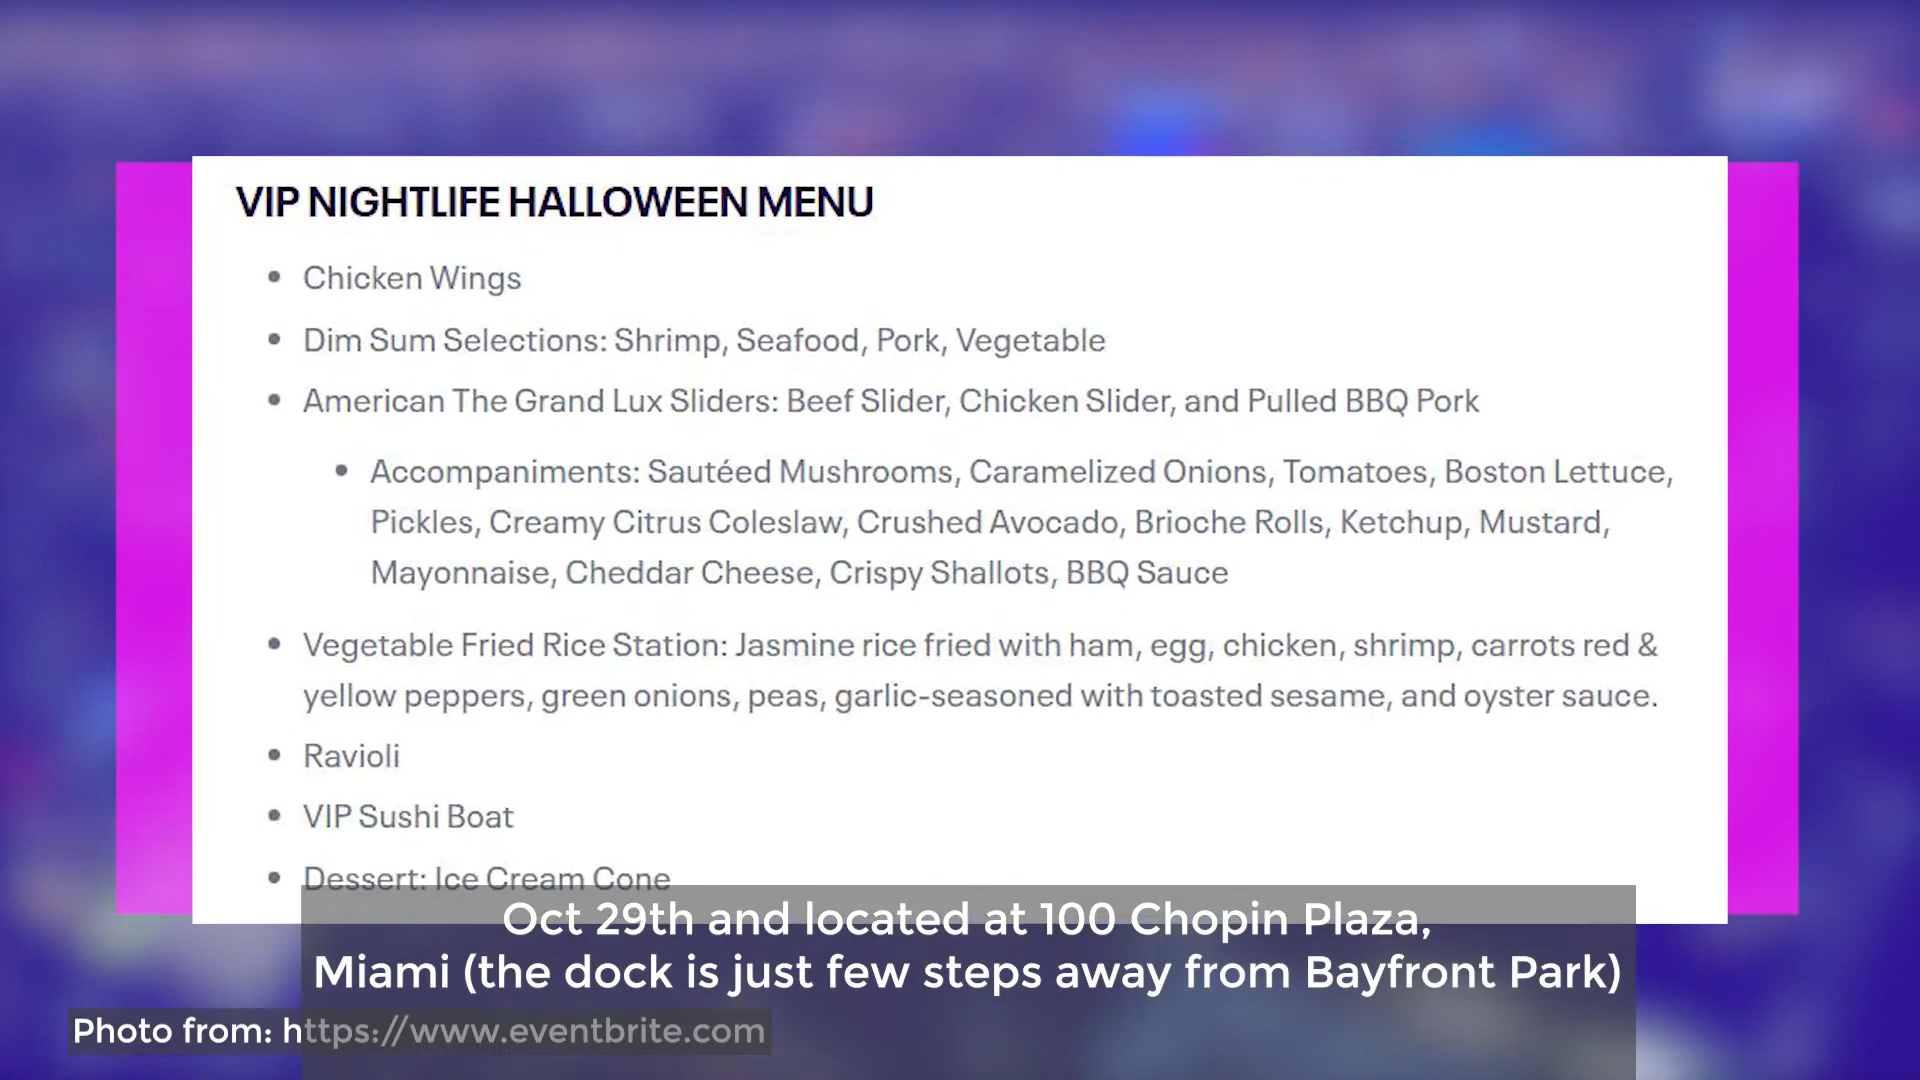 VIP NIGHTLIFE HALLOWEEN MENU
• Chicken Wings
• Dim Sum Selections: Shrimp, Seafood, Pork, Vegetable
• American The Grand Lux Sliders: Beef Slider, Chicken Slider, and Pulled BBQ Pork
• Accompaniments: Sautéed Mushrooms, Caramelized Onions, Tomatoes, Boston Lettuce,
Pickles, Creamy Citrus Coleslaw, Crushed Avocado, Brioche Rolls, Ketchup, Mustard,
Mayonnaise, Cheddar Cheese, Crispy Shallots, BBQ Sauce
• Vegetable Fried Rice Station: Jasmine rice fried with ham, egg, chicken, shrimp, carrots red &
yellow peppers, green onions, peas, garlic-seasoned with toasted sesame, and oyster sauce.
• Ravioli
• VIP Sushi Boat
• Dessert: Ice Cream Cone
Oct 29th and located at 100 Chopin Plaza,
Miami (the dock is just few steps away from Bayfront Park)
Photo from: https://www.eventbrite.com